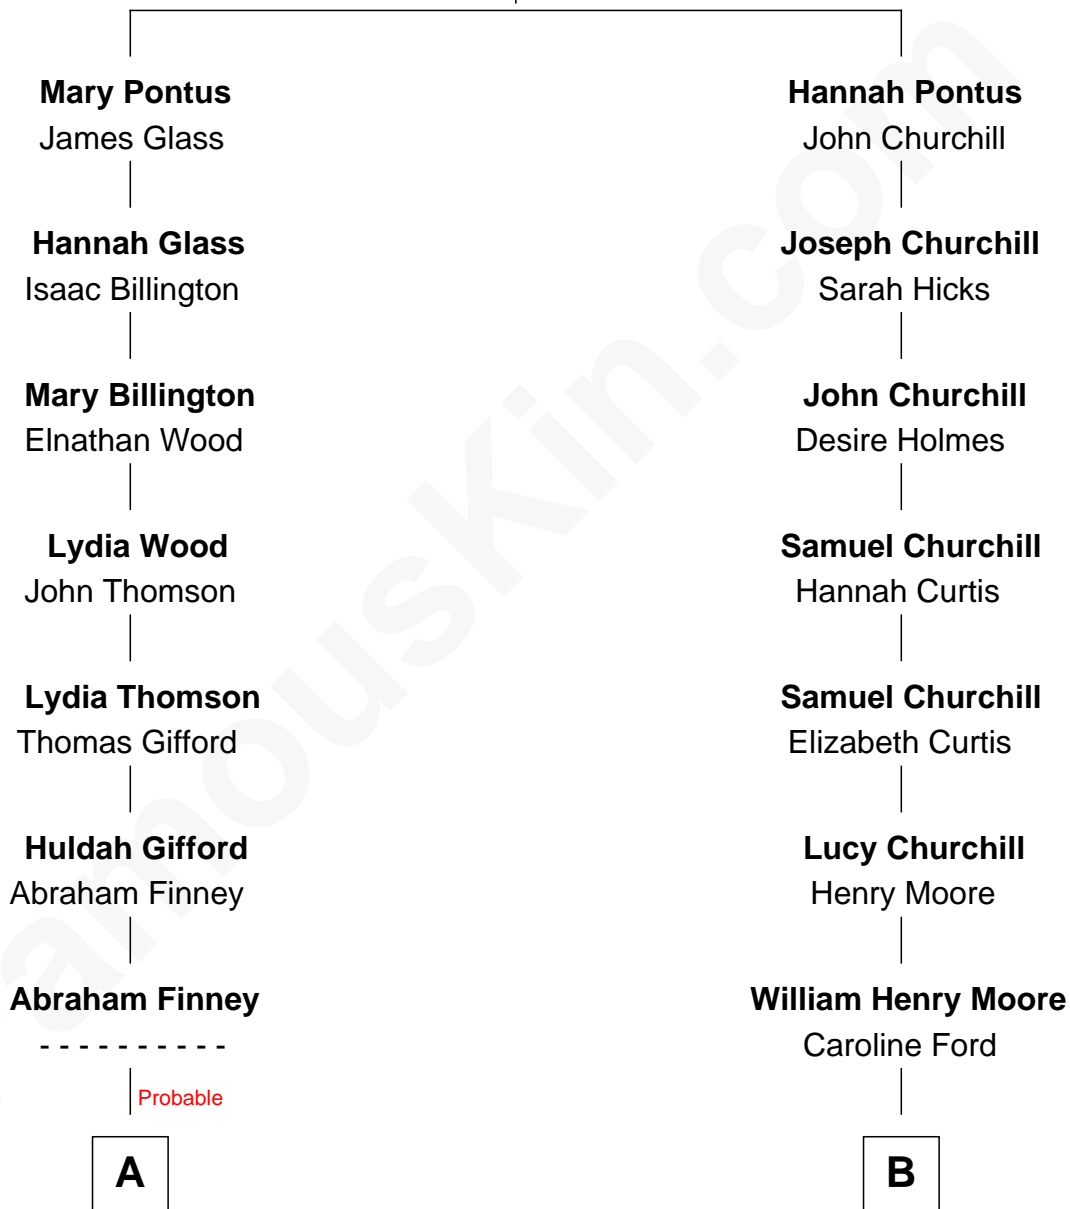 Mary Pontus
James Glass
Hannah Glass
Isaac Billington
Mary Billington
Elnathan Wood
Lydia Wood
John Thomson
Lydia Thomson
Thomas Gifford
Huldah Gifford
Abraham Finney
Abraham Finney
- - - - - - - - - -
Probable
A
Hannah Pontus
John Churchill
Joseph Churchill
Sarah Hicks
John Churchill
Desire Holmes
Samuel Churchill
Hannah Curtis
Samuel Churchill
Elizabeth Curtis
Lucy Churchill
Henry Moore
William Henry Moore
Caroline Ford
B
amousKin.com